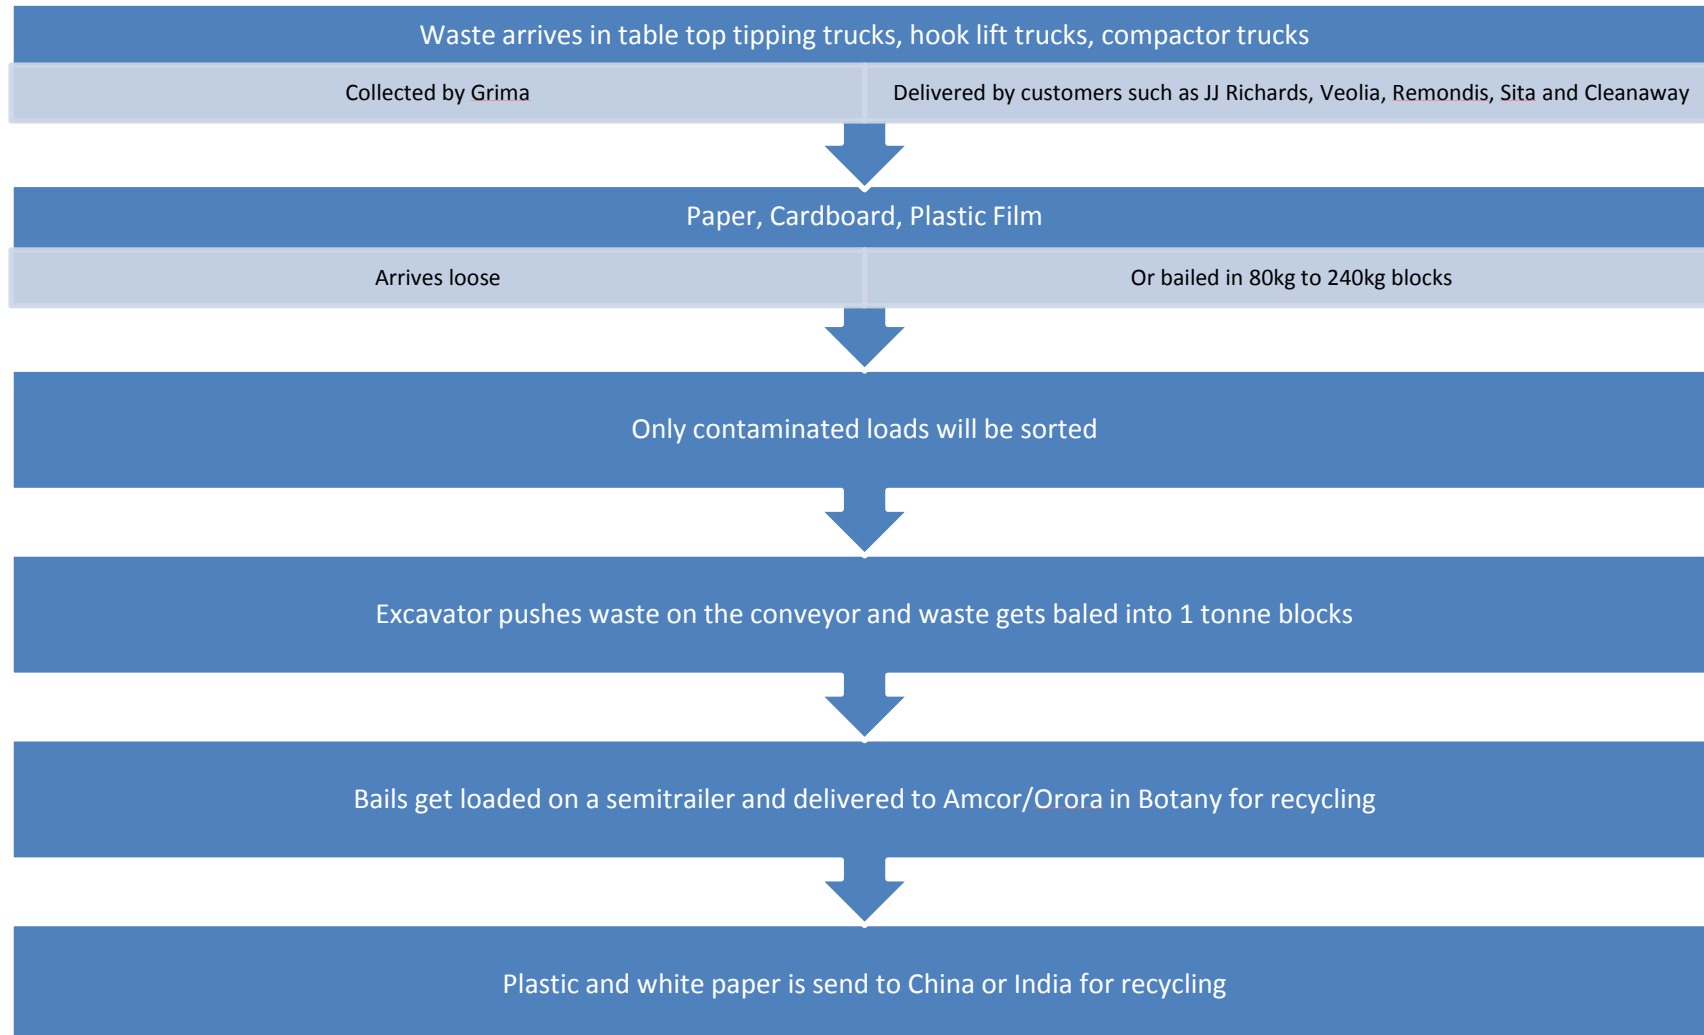 Waste arrives in table top tipping trucks, hook lift trucks, compactor trucks
Collected by Grima
Delivered by customers such as JJ Richards, Veolia, Remondis, Sita and Cleanaway
Paper, Cardboard, Plastic Film
Arrives loose
Or bailed in 80kg to 240kg blocks
Only contaminated loads will be sorted
Excavator pushes waste on the conveyor and waste gets baled into 1 tonne blocks
Bails get loaded on a semitrailer and delivered to Amcor/Orora in Botany for recycling
Plastic and white paper is send to China or India for recycling